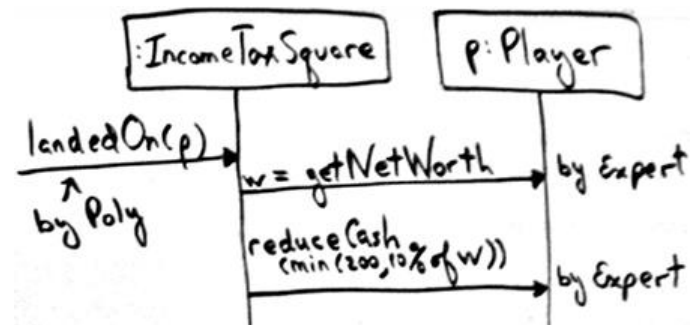 :IncomeTaxSquare
p:Player
landedOn(p)
by Poly
w = getNetWorth
by Expert
reduceCash
(min(200,10% of w))
by Expert